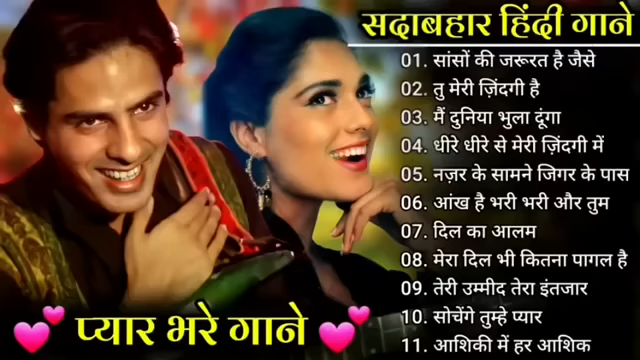 सदाबहार हिंदी गाने
01. सांसों की जरूरत है जैसे
02. तु मेरी ज़िंदगी है
03. मैं दुनिया भुला दूंगा
04. धीरे धीरे से मेरी ज़िंदगी में
05. नज़र के सामने जिगर के पास
06. आंख है भरी भरी और तुम
07. दिल का आलम
08. मेरा दिल भी कितना पागल है
09. तेरी उम्मीद तेरा इंतजार
10. सोचेंगे तुम्हे प्यार
11. आशिकी में हर आशिक
प्यार भरे गाने